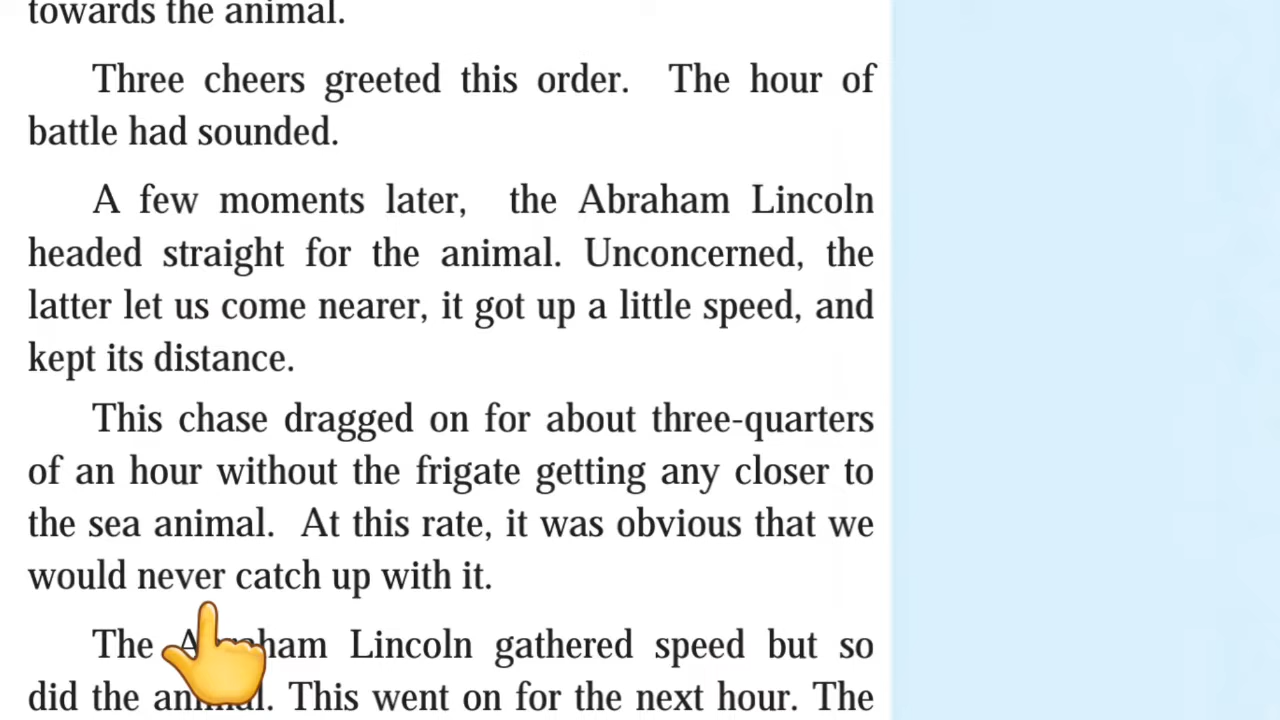 towards the animal.
Three cheers greeted this order. The hour of
battle had sounded.
A few moments later, the Abraham Lincoln
headed straight for the animal. Unconcerned, the
latter let us come nearer, it got up a little speed, and
kept its distance.
This chase dragged on for about three-quarters
of an hour without the frigate getting any closer to
the sea animal. At this rate, it was obvious that we
would never catch up with it.
The Abraham Lincoln gathered speed but so
did the animal. This went on for the next hour. The